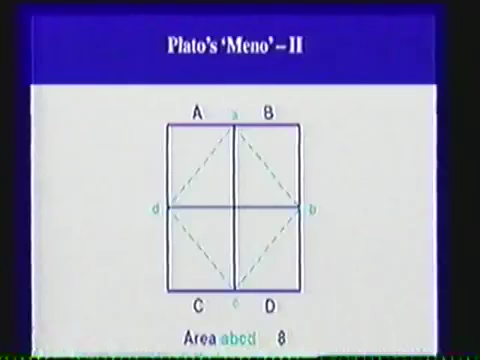 Plato's 'Meno' – II
A a B
d b
C c D
Area abcd 8